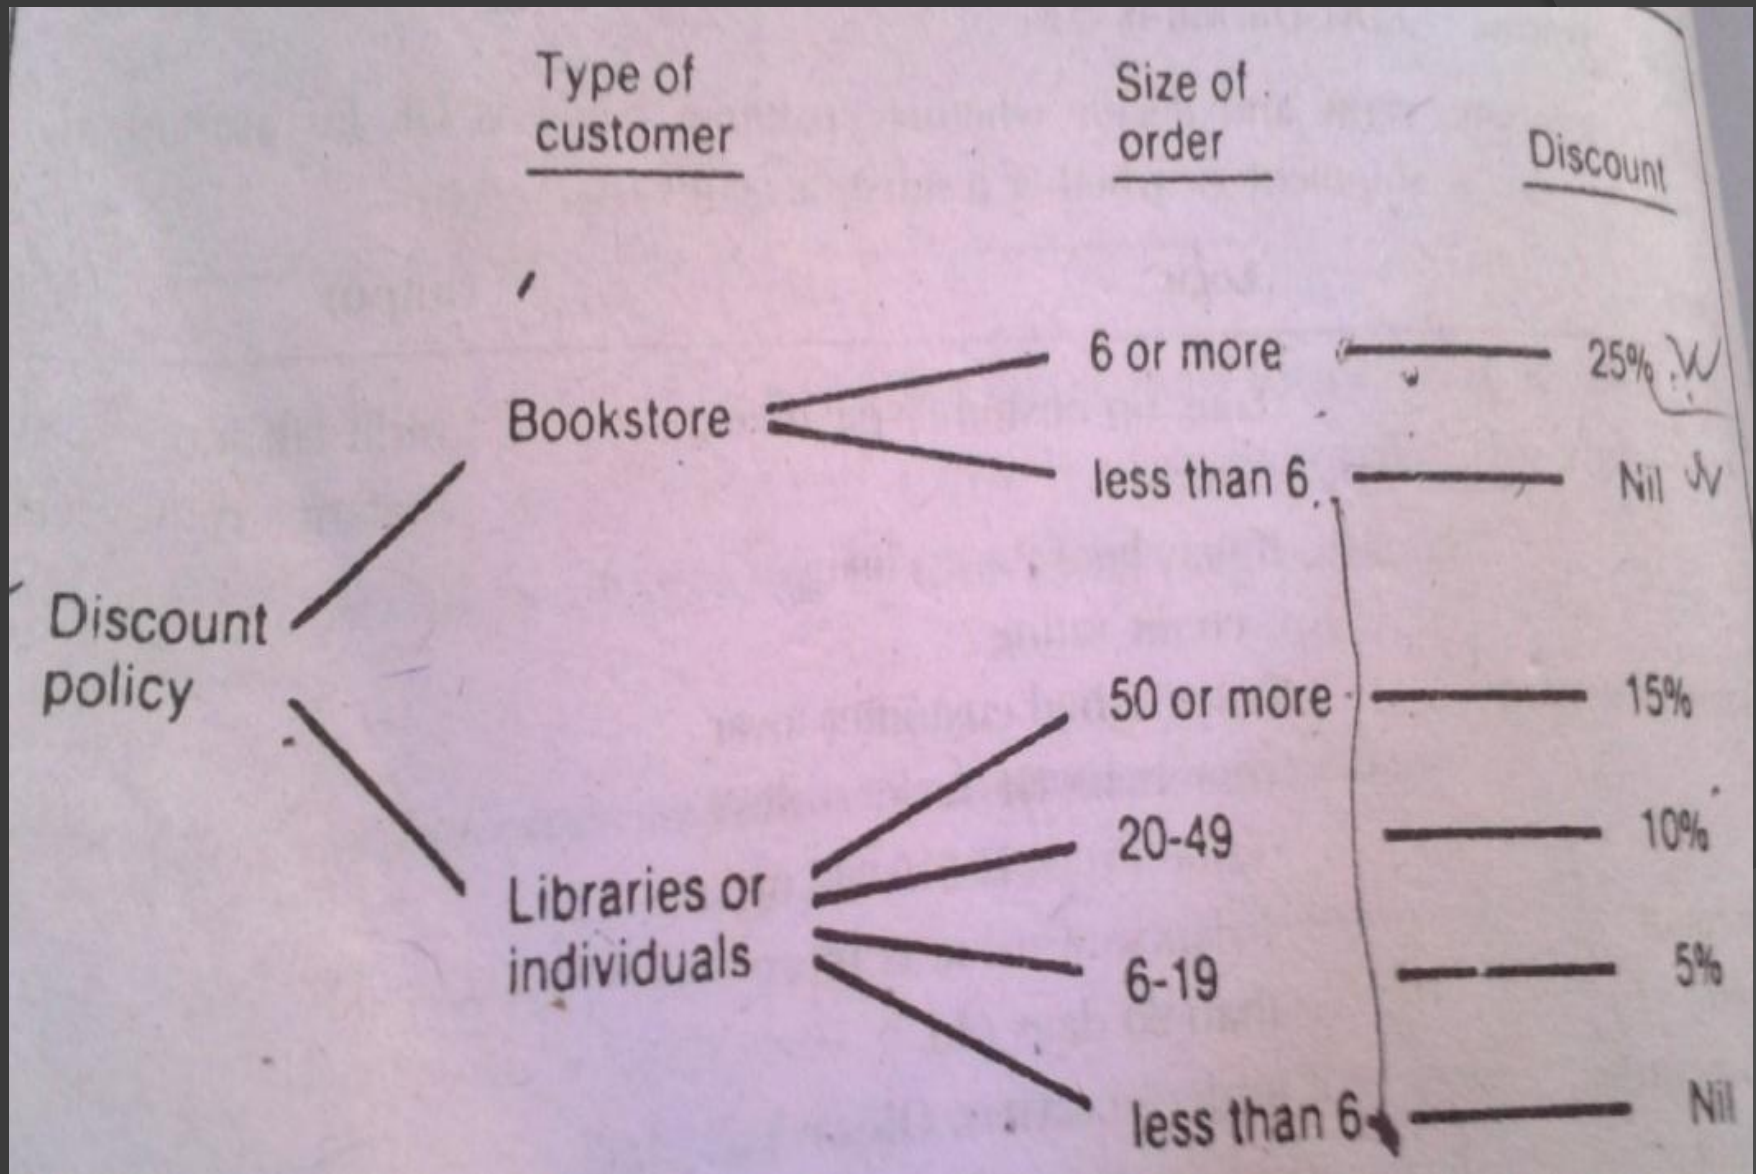 Type of
customer
Size of
order
Discount
Bookstore
6 or more
25%
less than 6
Nil
Discount
policy
50 or more
15%
20-49
10%
Libraries or
individuals
6-19
5%
less than 6
Nil